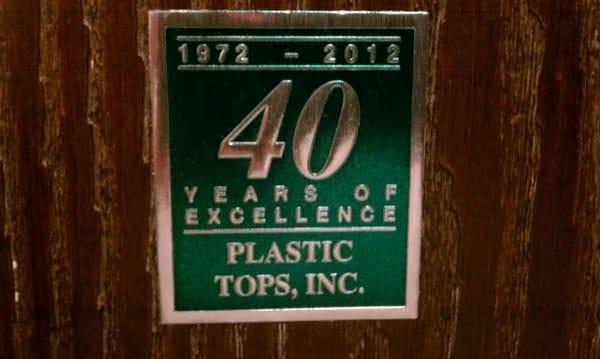 1972 - 2012
40
YEARS OF
EXCELLENCE
PLASTIC
TOPS, INC.